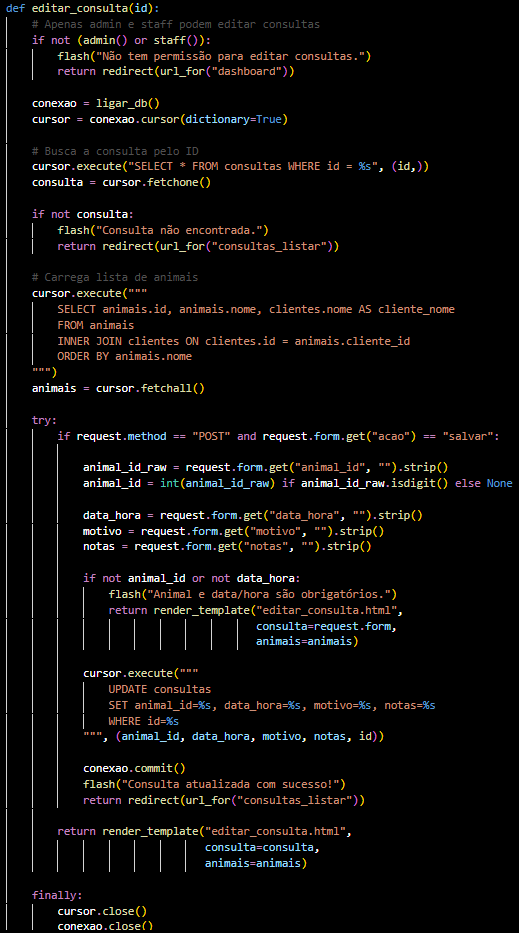 def editar_consulta(id):
    # Apenas admin e staff podem editar consultas
    if not (admin() or staff()):
        flash("Não tem permissão para editar consultas.")
        return redirect(url_for("dashboard"))

    conexao = ligar_db()
    cursor = conexao.cursor(dictionary=True)

    # Busca a consulta pelo ID
    cursor.execute("SELECT * FROM consultas WHERE id = %s", (id,))
    consulta = cursor.fetchone()

    if not consulta:
        flash("Consulta não encontrada.")
        return redirect(url_for("consultas_listar"))

    # Carrega lista de animais
    cursor.execute("""
        SELECT animais.id, animais.nome, clientes.nome AS cliente_nome
        FROM animais
        INNER JOIN clientes ON clientes.id = animais.cliente_id
        ORDER BY animais.nome
    """)
    animais = cursor.fetchall()

    try:
        if request.method == "POST" and request.form.get("acao") == "salvar":

            animal_id_raw = request.form.get("animal_id", "").strip()
            animal_id = int(animal_id_raw) if animal_id_raw.isdigit() else None

            data_hora = request.form.get("data_hora", "").strip()
            motivo = request.form.get("motivo", "").strip()
            notas = request.form.get("notas", "").strip()

            if not animal_id or not data_hora:
                flash("Animal e data/hora são obrigatórios.")
                return render_template("editar_consulta.html",
                                       consulta=request.form,
                                       animais=animais)

            cursor.execute("""
                UPDATE consultas
                SET animal_id=%s, data_hora=%s, motivo=%s, notas=%s
                WHERE id=%s
            """, (animal_id, data_hora, motivo, notas, id))

            conexao.commit()
            flash("Consulta atualizada com sucesso!")
            return redirect(url_for("consultas_listar"))

        return render_template("editar_consulta.html",
                               consulta=consulta,
                               animais=animais)

    finally:
        cursor.close()
        conexao.close()